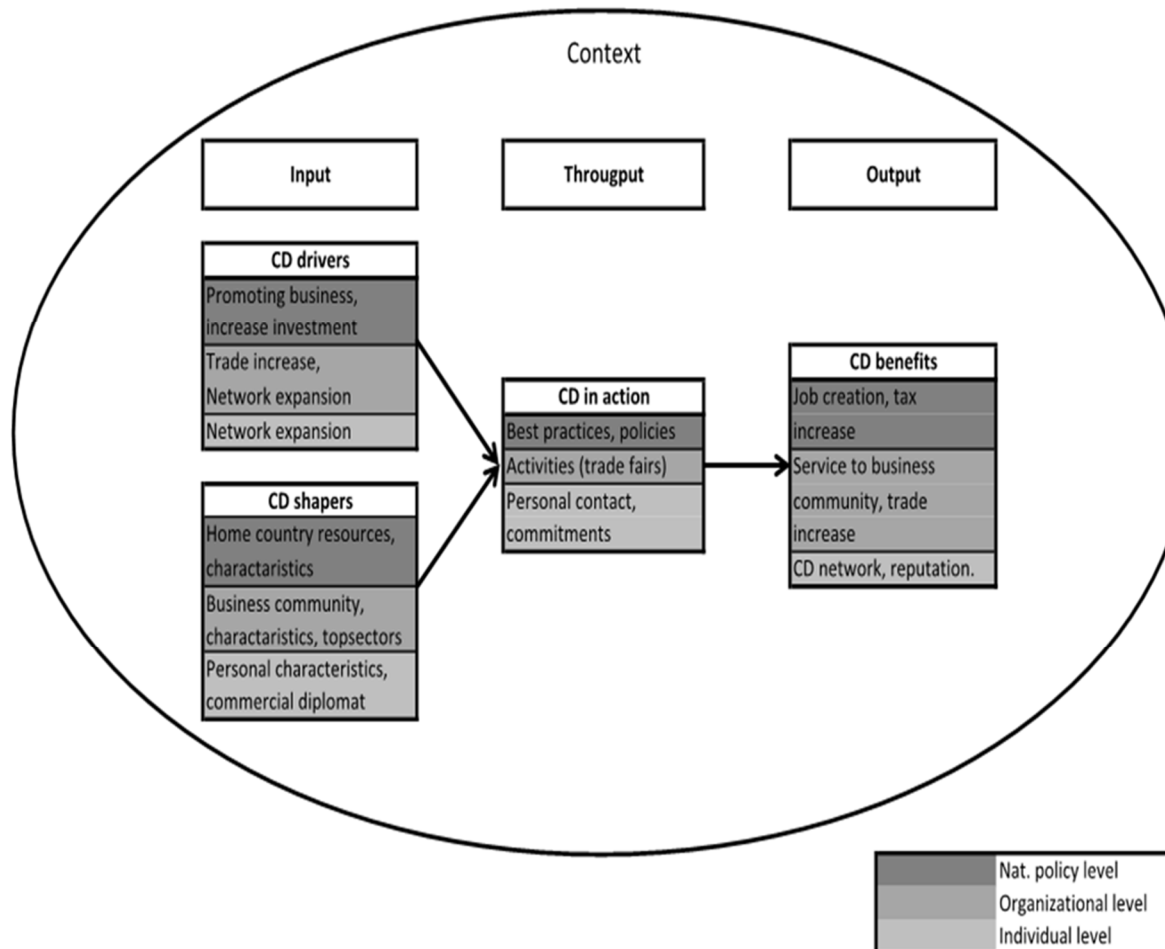 Context
Input
Througput
Output
CD drivers
Promoting business,
increase investment
Trade increase,
Network expansion
Network expansion
CD shapers
Home country resources,
charactaristics
Business community,
charactaristics, topsectors
Personal characteristics,
commercial diplomat
CD in action
Best practices, policies
Activities (trade fairs)
Personal contact,
commitments
CD benefits
Job creation, tax
increase
Service to business
community, trade
increase
CD network, reputation.
Nat. policy level
Organizational level
Individual level